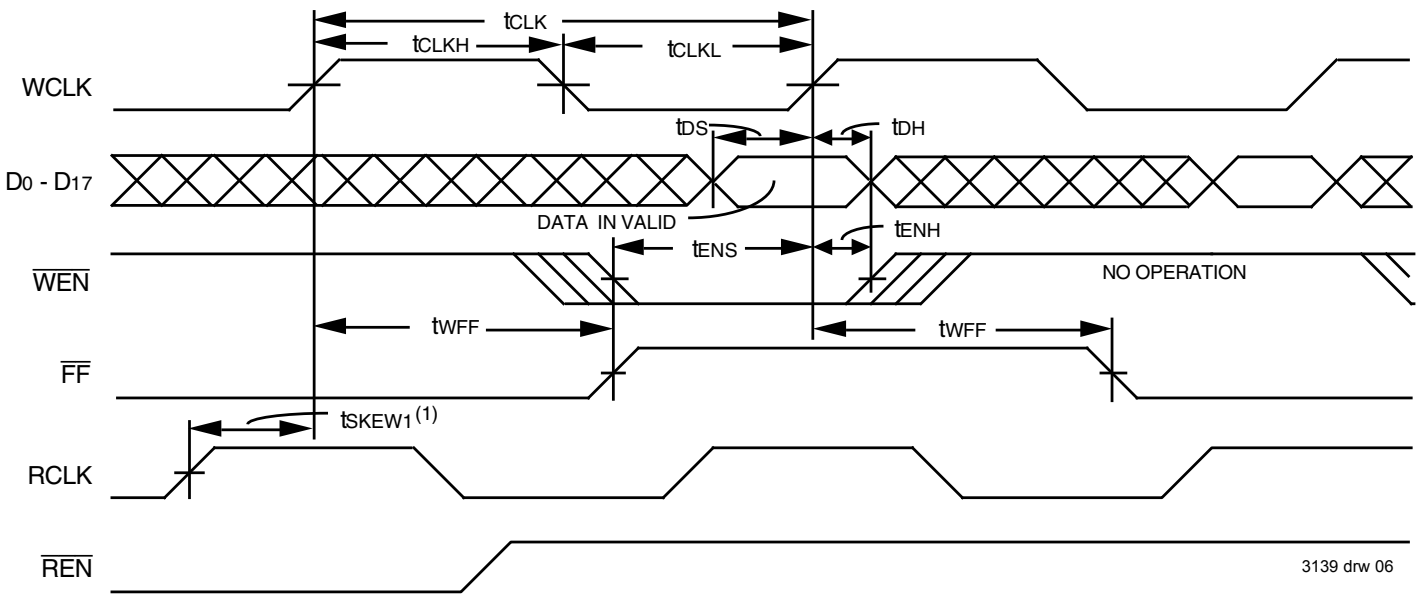 tCLK
tCLKH
tCLKL
WCLK
tDS
tDH
D0 - D17
DATA IN VALID
tENS
tENH
WEN
NO OPERATION
tWFF
tWFF
FF
tSKEW1(1)
RCLK
REN
3139 drw 06